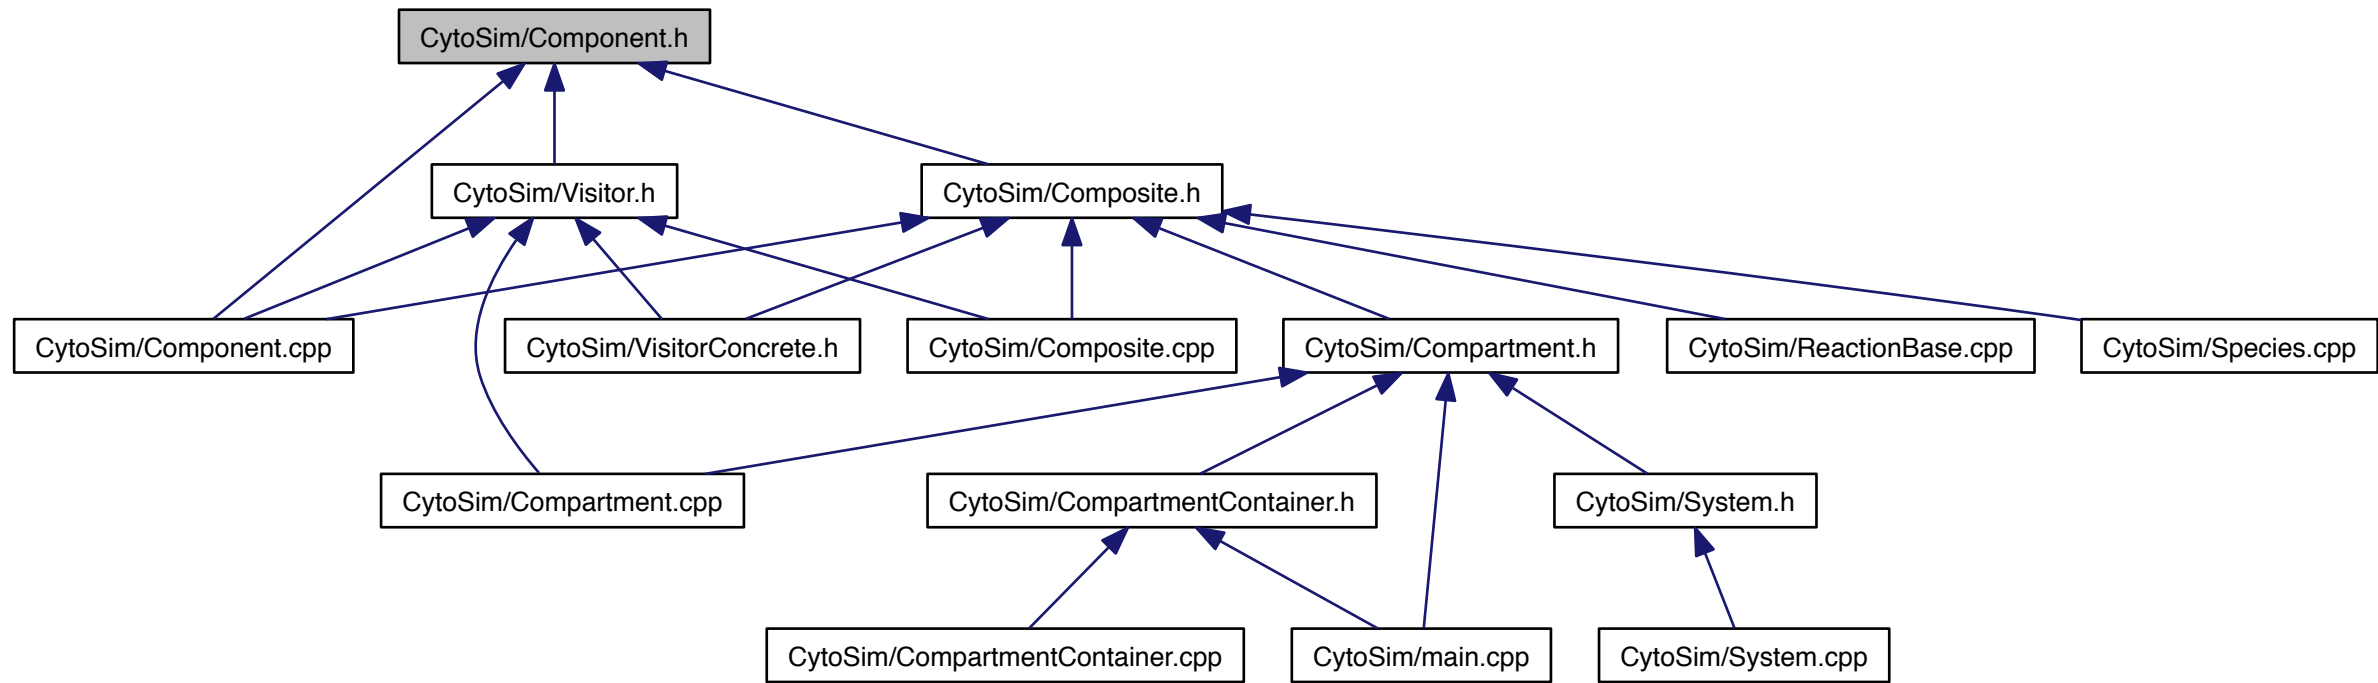 CytoSim/Component.h
CytoSim/Visitor.h
CytoSim/Composite.h
CytoSim/Component.cpp
CytoSim/VisitorConcrete.h
CytoSim/Composite.cpp
CytoSim/Compartment.h
CytoSim/ReactionBase.cpp
CytoSim/Species.cpp
CytoSim/Compartment.cpp
CytoSim/CompartmentContainer.h
CytoSim/System.h
CytoSim/CompartmentContainer.cpp
CytoSim/main.cpp
CytoSim/System.cpp